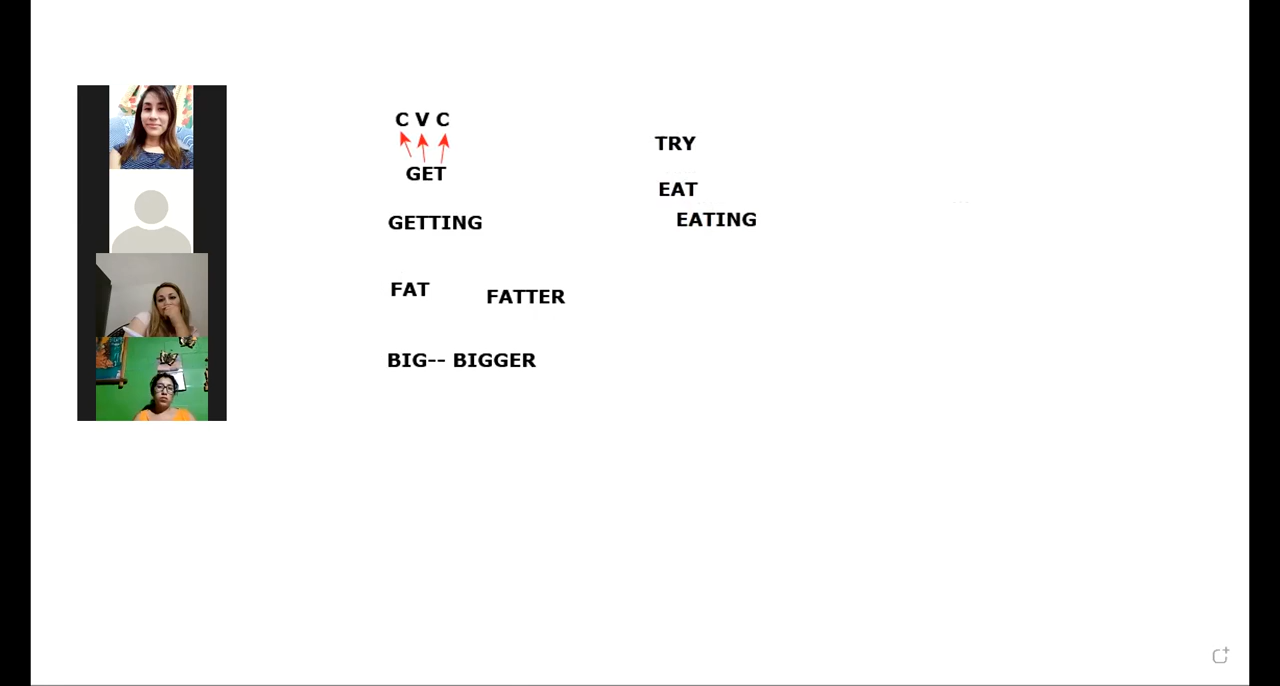 C V C
GET
GETTING
FAT
FATTER
BIG-- BIGGER
TRY
EAT
EATING